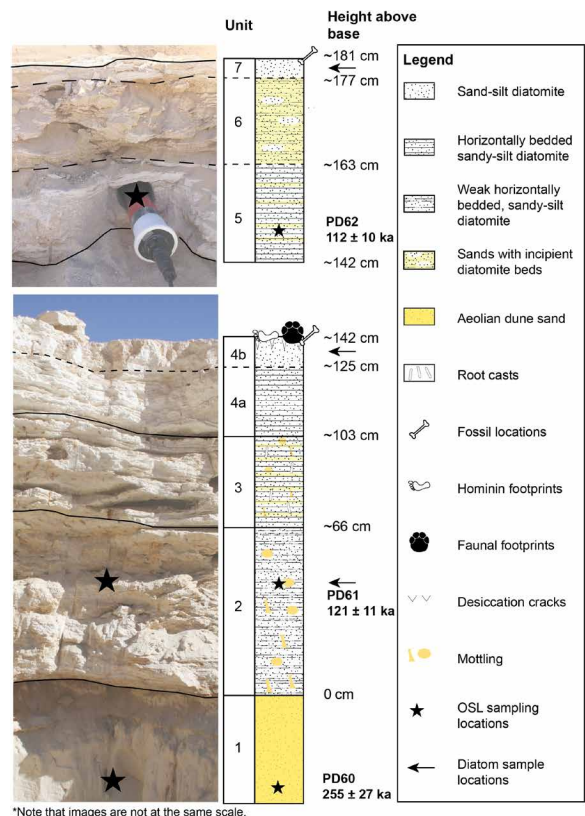 Unit
Height above
base
7
~181 cm
~177 cm
6
~163 cm
5
PD62
112 ± 10 ka
~142 cm
~142 cm
4b
~125 cm
4a
~103 cm
3
~66 cm
2
PD61
121 ± 11 ka
0 cm
1
PD60
255 ± 27 ka
*Note that images are not at the same scale.
Legend
Sand-silt diatomite
Horizontally bedded
sandy-silt diatomite
Weak horizontally
bedded, sandy-silt
diatomite
Sands with incipient
diatomite beds
Aeolian dune sand
Root casts
Fossil locations
Hominin footprints
Faunal footprints
Desiccation cracks
Mottling
OSL sampling
locations
Diatom sample
locations